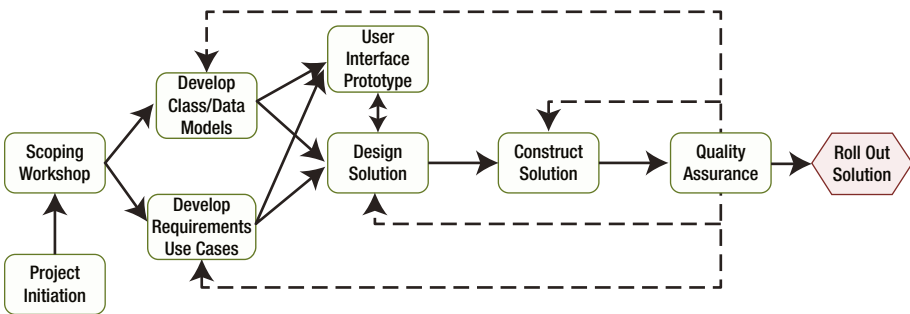 User
Interface
Prototype
Develop
Class/Data
Models
Scoping
Workshop
Design
Solution
Construct
Solution
Quality
Assurance
Roll Out
Solution
Develop
Requirements
Use Cases
Project
Initiation